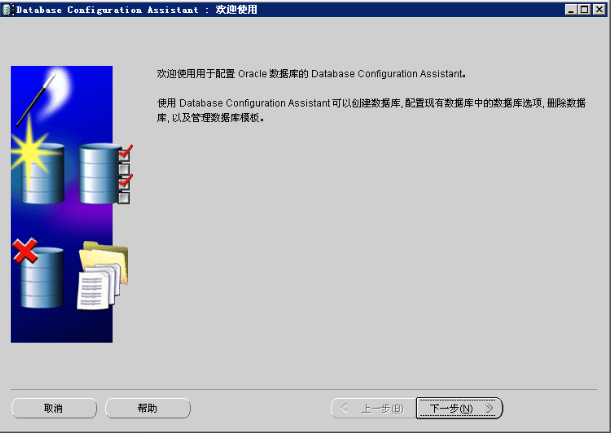 Database Configuration Assistant : 欢迎使用
欢迎使用用于配置 Oracle 数据库的 Database Configuration Assistant。
使用 Database Configuration Assistant 可以创建数据库, 配置现有数据库中的数据库选项, 删除数据
库, 以及管理数据库模板。
取消 帮助 上一步(B) 下一步(N)